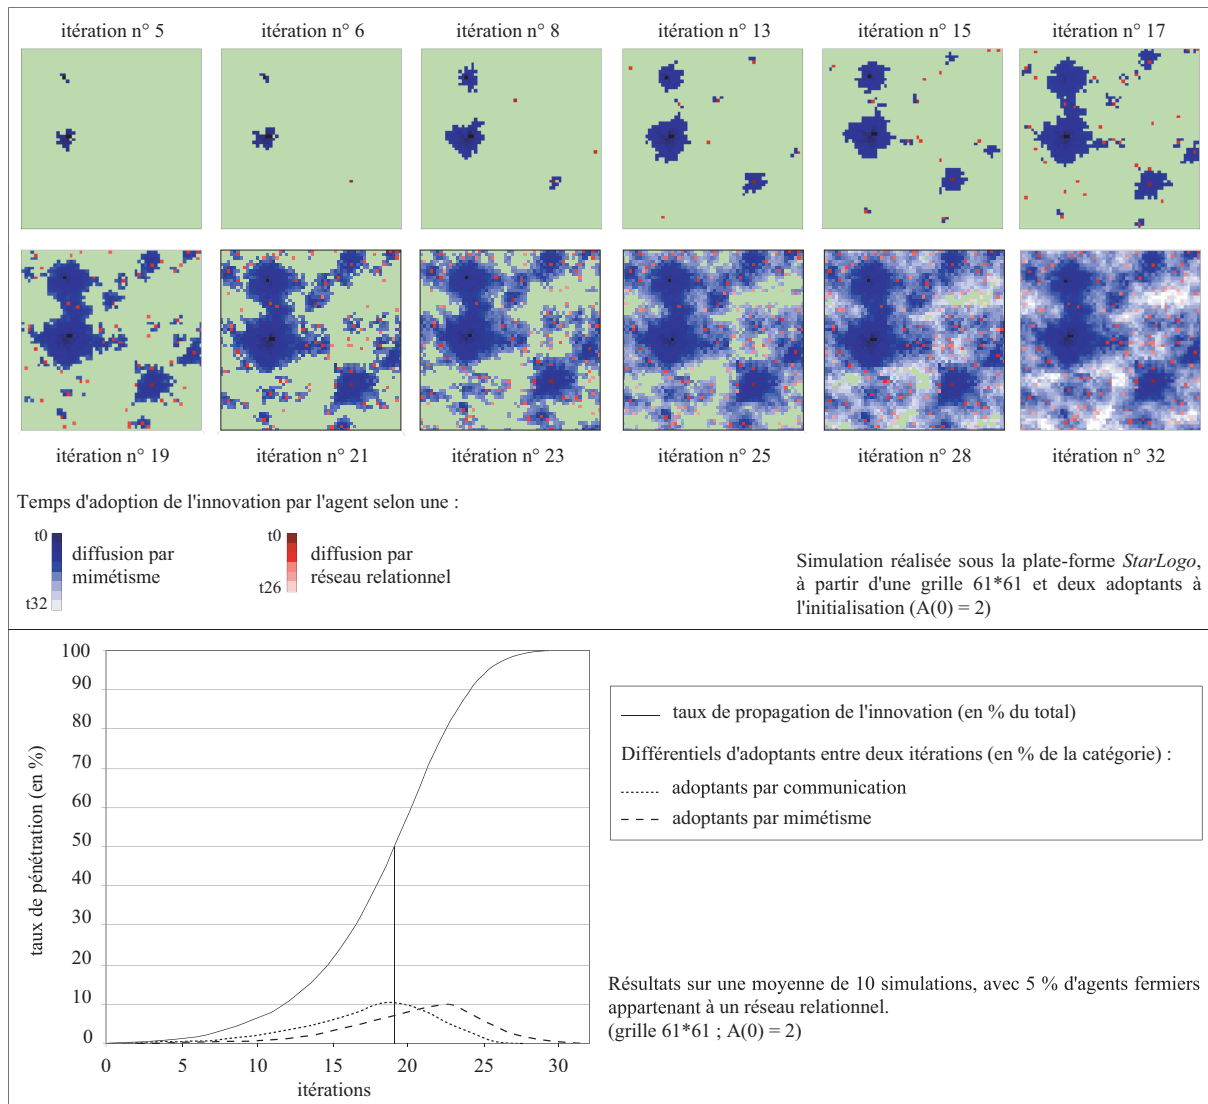 itération n° 5
itération n° 6
itération n° 8
itération n° 13
itération n° 15
itération n° 17
itération n° 19
itération n° 21
itération n° 23
itération n° 25
itération n° 28
itération n° 32
Temps d'adoption de l'innovation par l'agent selon une :
t0
t32
diffusion par
mimétisme
t0
t26
diffusion par
réseau relationnel
Simulation réalisée sous la plate-forme StarLogo,
à partir d'une grille 61*61 et deux adoptants à
l'initialisation (A(0) = 2)
taux de pénétration (en %)
100
90
80
70
60
50
40
30
20
10
0
0
5
10
15
20
25
30
itérations
taux de propagation de l'innovation (en % du total)
Différentiels d'adoptants entre deux itérations (en % de la catégorie) :
adoptants par communication
adoptants par mimétisme
Résultats sur une moyenne de 10 simulations, avec 5 % d'agents fermiers
appartenant à un réseau relationnel.
(grille 61*61 ; A(0) = 2)